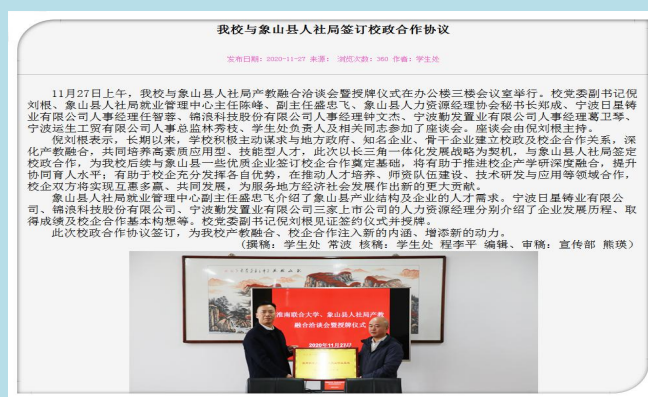 我校与象山县人社局签订校政合作协议
发布日期：2020-11-27 来源： 浏览次数：360 作者：学生处
11月27日上午，我校与象山县人社局产教融合洽谈会暨授牌仪式在办公楼三楼会议室举行。校党委副书记倪
刘根、象山县人社局就业管理中心主任陈峰、副主任盛忠飞、象山县人力资源经理协会秘书长郑成、宁波日星铸
业有限公司人事经理任智蓉、锦浪科技股份有限公司人事经理钟文杰、宁波勤发置业有限公司人事经理葛卫琴、
宁波运生工贸有限公司人事总监林秀枝、学生处负责人及相关同志参加了座谈会。座谈会由倪刘根主持。
倪刘根表示，长期以来，学校积极主动谋求与地方政府、知名企业、骨干企业建立校政及校企合作关系，深
化产教融合，共同培养高素质应用型、技能型人才，此次以长三角一体化发展战略为契机，与象山县人社局签定
校政合作，为我校后续与象山县一些优质企业签订校企合作奠定基础，将有助于推进校企产学研深度融合，提升
协同育人水平；有助于校企充分发挥各自优势，在推动人才培养、师资队伍建设、技术研发与应用等领域合作，
校企双方将实现互惠多赢、共同发展，为服务地方经济社会发展作出新的更大贡献。
象山县人社局就业管理中心副主任盛忠飞介绍了象山县产业结构及企业的人才需求。宁波日星铸业有限公
司、锦浪科技股份有限公司、宁波勤发置业有限公司三家上市公司的人力资源经理分别介绍了企业发展历程、取
得成绩及校企合作基本构想等。校党委副书记倪刘根见证签约仪式并授牌。
此次校政合作协议签订，为我校产教融合、校企合作注入新的内涵、增添新的动力。
（撰稿：学生处 常波 核稿：学生处 程李平 编辑、审稿：宣传部 熊瑛）
淮南联合大学、象山县人社局产教
融合洽谈会暨授牌仪式
2020年11月27日